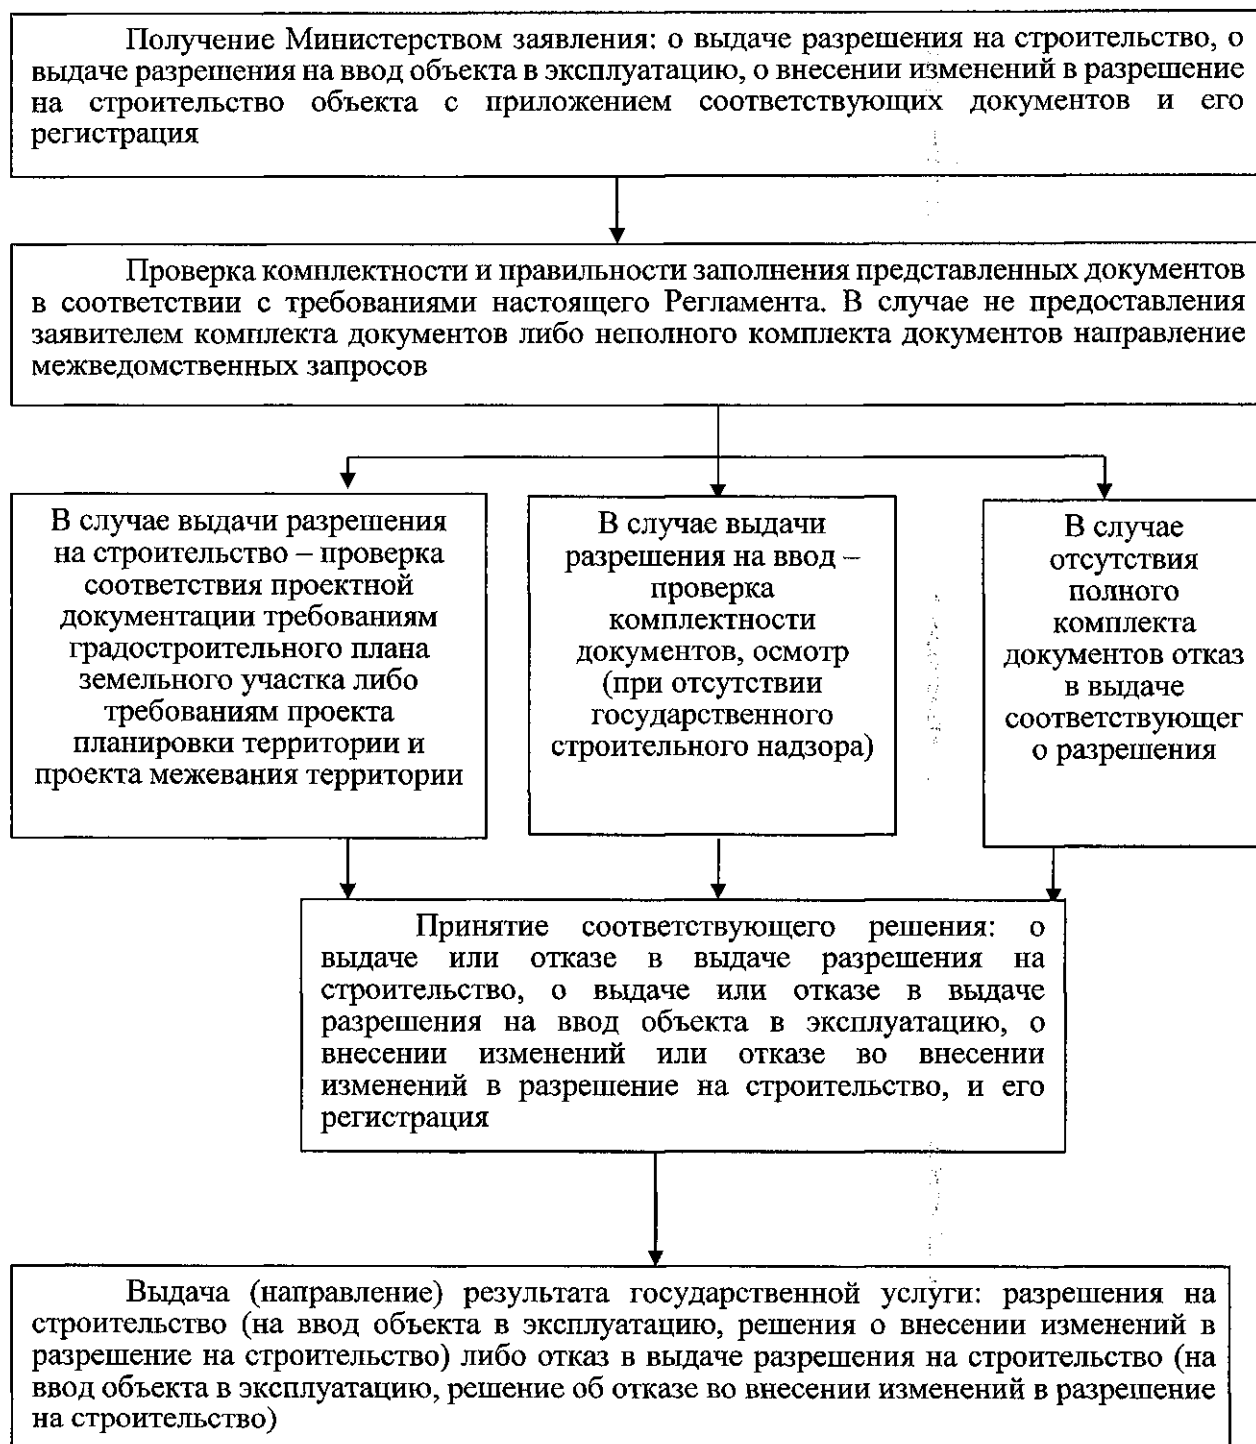 Получение Министерством заявления: о выдаче разрешения на строительство, о
выдаче разрешения на ввод объекта в эксплуатацию, о внесении изменений в разрешение
на строительство объекта с приложением соответствующих документов и его
регистрация
Проверка комплектности и правильности заполнения представленных документов
в соответствии с требованиями настоящего Регламента. В случае не предоставления
заявителем комплекта документов либо неполного комплекта документов направление
межведомственных запросов
В случае выдачи разрешения
на строительство – проверка
соответствия проектной
документации требованиям
градостроительного плана
земельного участка либо
требованиям проекта
планировки территории и
проекта межевания территории
В случае выдачи
разрешения на ввод –
проверка
комплектности
документов, осмотр
(при отсутствии
государственного
строительного надзора)
В случае
отсутствия
полного
комплекта
документов отказ
в выдаче
соответствующег
о разрешения
Принятие соответствующего решения: о
выдаче или отказе в выдаче разрешения на
строительство, о выдаче или отказе в выдаче
разрешения на ввод объекта в эксплуатацию, о
внесении изменений или отказе во внесении
изменений в разрешение на строительство, и его
регистрация
Выдача (направление) результата государственной услуги: разрешения на
строительство (на ввод объекта в эксплуатацию, решения о внесении изменений в
разрешение на строительство) либо отказ в выдаче разрешения на строительство (на
ввод объекта в эксплуатацию, решение об отказе во внесении изменений в разрешение
на строительство)